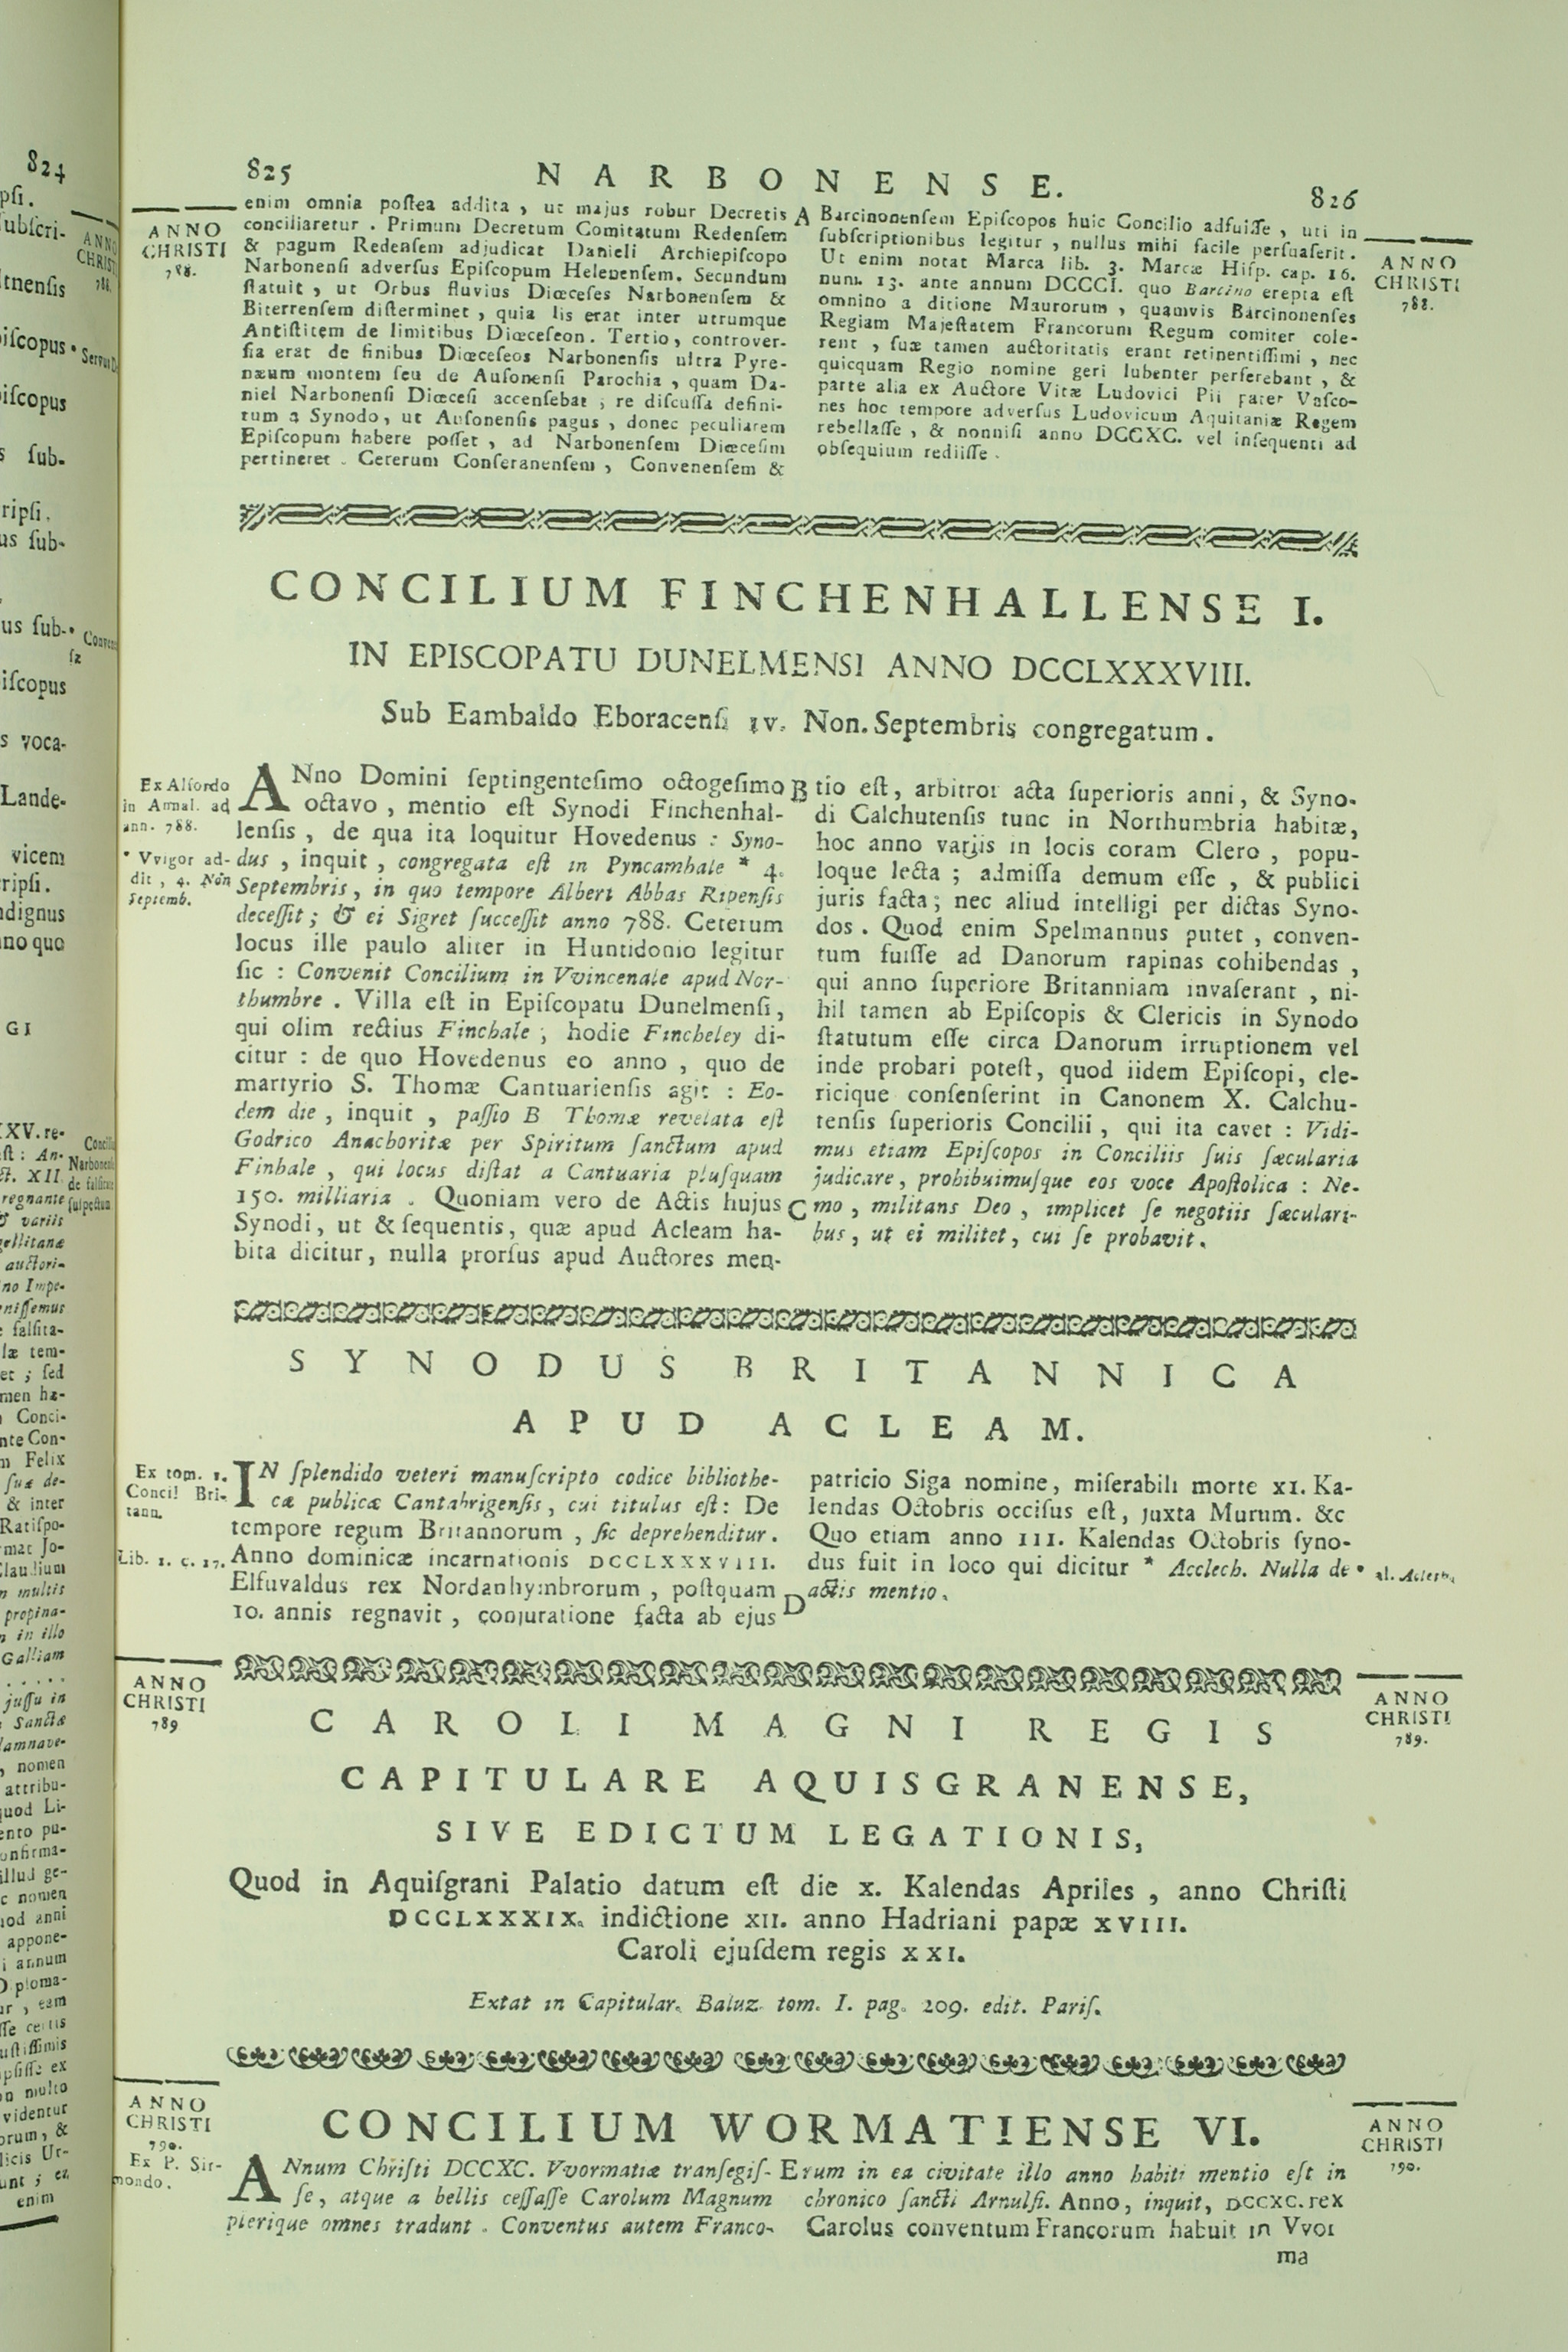 825
NARBONENSE.
826
ANNO
CHRISTI
788.
enim omnia poſtea addita, ut majus robur Decretis
conciliaretur. Primum Decretum Comitatum Redenſem
& pagum Redenſem adjudicat Danieli Archiepiſcopo
Narbonenſi adverſus Epiſcopum Helenenſem. Secundum
ſtatuit, ut Orbus fluvius Diœceſes Narbonenſem &
Biterrenſem diſterminet, quia lis erat inter utrumque
Antiſtitem de limitibus Diœceſeon. Tertio, controver-
ſia erat de finibus Diœceſeos Narbonenſis ultra Pyre-
næum montem ſeu de Auſonenſi Parochia, quam Da-
niel Narbonenſi Diœceſi accenſebat; re diſcuſſa defini-
tum a Synodo, ut Auſonenſis pagus, donec peculiarem
Epiſcopum habere poſſet, ad Narbonenſem Diœceſim
pertineret. Ceterum Conſeranenſem, Convenenſem &
A
Barcinonenſem Epiſcopos huic Concilio adfuiſſe, uti in
ſubſcriptionibus legitur, nullus mihi facile perſuaſerit.
Ut enim notat Marca lib. 3. Marcæ Hiſp. cap. 16.
num. 13. ante annum DCCCI. quo Barcino erepta eſt
omnino a ditione Maurorum, quamvis Barcinonenſes
Regiam Majeſtatem Francorum Regum comiter cole-
rent, ſuæ tamen auctoritatis erant retinentiſſimi, nec
quicquam Regio nomine geri lubenter perferebant, &
parte alia ex Auctore Vitæ Ludovici Pii patet Vaſco-
nes hoc tempore adverſus Ludovicum Aquitaniæ Regem
rebellaſſe, & nonniſi anno DCCXC. vel inſequenti ad
obſequium rediiſſe.
ANNO
CHRISTI
788.
CONCILIUM FINCHENHALLENSE I.
IN EPISCOPATU DUNELMENSI ANNO DCCLXXXVIII.
Sub Eambaldo Eboracenſi IV. Non. Septembris congregatum.
Ex Alfordo
in Annal. ad
ann. 788.
* Vvigor ad-
dit, 4. Non
Septemb.
ANno Domini ſeptingenteſimo octogeſimo
octavo, mentio eſt Synodi Finchenhal-
lenſis, de qua ita loquitur Hovedenus: Syno-
dus, inquit, congregata eſt in Pyncamhale * 4.
Septembris, in quo tempore Albert Abbas Ripenſis
deceſſit; & ei Sigret ſucceſſit anno 788. Ceterum
locus ille paulo aliter in Huntidonio legitur
ſic: Convenit Concilium in Vvincenale apud Nor-
thumbre. Villa eſt in Epiſcopatu Dunelmenſi,
qui olim rectius Finchale, hodie Fincheley di-
citur: de quo Hovedenus eo anno, quo de
martyrio S. Thomæ Cantuarienſis agit: Eo-
dem die, inquit, paſſio B Thomæ revelata eſt
Godrico Anachoritæ per Spiritum ſanctum apud
Finhale, qui locus diſtat a Cantuaria pluſquam
150. milliaria. Quoniam vero de Actis hujus
Synodi, ut & ſequentis, quæ apud Acleam ha-
bita dicitur, nulla prorſus apud Auctores men-
B
tio eſt, arbitror acta ſuperioris anni, & Syno-
di Calchutenſis tunc in Northumbria habitæ,
hoc anno variis in locis coram Clero, popu-
loque lecta; admiſſa demum eſſe, & publici
juris facta; nec aliud intelligi per dictas Syno-
dos. Quod enim Spelmannus putet, conven-
tum fuiſſe ad Danorum rapinas cohibendas,
qui anno ſuperiore Britanniam invaſerant, ni-
hil tamen ab Epiſcopis & Clericis in Synodo
ſtatutum eſſe circa Danorum irruptionem vel
inde probari poteſt, quod iidem Epiſcopi, cle-
ricique conſenſerint in Canonem X. Calchu-
tenſis ſuperioris Concilii, qui ita cavet: Vidi-
mus etiam Epiſcopos in Conciliis ſuis ſæcularia
judicare, prohibuimuſque eos voce Apoſtolica: Ne-
C
mo, militans Deo, implicet ſe negotiis ſæculari-
bus, ut ei militet, cui ſe probavit.
SYNODUS BRITANNICA
APUD ACLEAM.
Ex tom. 1.
Concil Bri-
tann.
Lib. 1. c. 17.
IN ſplendido veteri manuſcripto codice bibliothe-
cæ publicæ Cantabrigenſis, cui titulus eſt: De
tempore regum Britannorum, ſic deprehenditur.
Anno dominicæ incarnationis DCCLXXXVIII.
Elfuvaldus rex Nordanhymbrorum, poſtquam
10. annis regnavit, conjuratione facta ab ejus
patricio Siga nomine, miſerabili morte XI. Ka-
lendas Octobris occiſus eſt, juxta Murum. &c
Quo etiam anno III. Kalendas Octobris ſyno-
dus fuit in loco qui dicitur * Acclech. Nulla de
D
actis mentio.
ANNO
CHRISTI
789
CAROLI MAGNI REGIS
CAPITULARE AQUISGRANENSE,
SIVE EDICTUM LEGATIONIS,
Quod in Aquiſgrani Palatio datum eſt die X. Kalendas Apriles, anno Chriſti
DCCLXXXIX. indictione XII. anno Hadriani papæ XVIII.
Caroli ejuſdem regis XXI.
Extat in Capitular. Baluz. tom. I. pag. 209. edit. Pariſ.
ANNO
CHRISTI
789.
ANNO
CHRISTI
790.
Ex P. Sir-
mondo.
CONCILIUM WORMATIENSE VI.
ANnum Chriſti DCCXC. Vvormatiæ tranſegiſ-
ſe, atque a bellis ceſſaſſe Carolum Magnum
plerique omnes tradunt. Conventus autem Franco-
E
rum in ea civitate illo anno habiti mentio eſt in
chronico ſancti Arnulfi. Anno, inquit, DCCXC. rex
Carolus conventum Francorum habuit in Vvor
ma
ANNO
CHRISTI
790.